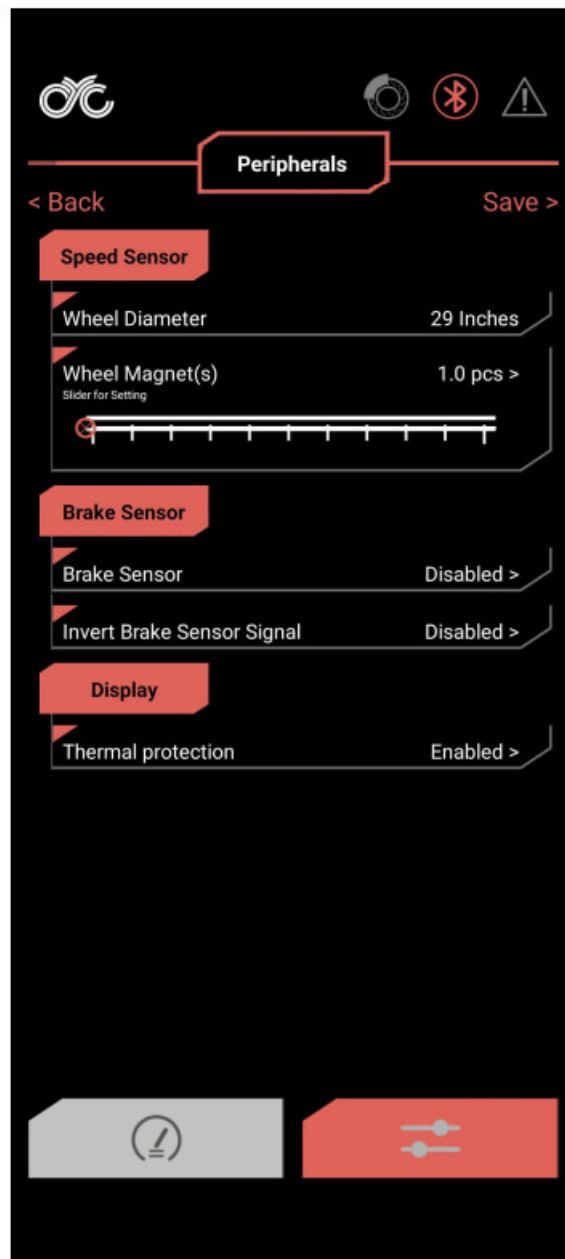 Peripherals
< Back
Save >
Speed Sensor
Wheel Diameter 29 Inches
Wheel Magnet(s) 1.0 pcs >
Slider for Setting
Brake Sensor
Brake Sensor Disabled >
Invert Brake Sensor Signal Disabled >
Display
Thermal protection Enabled >